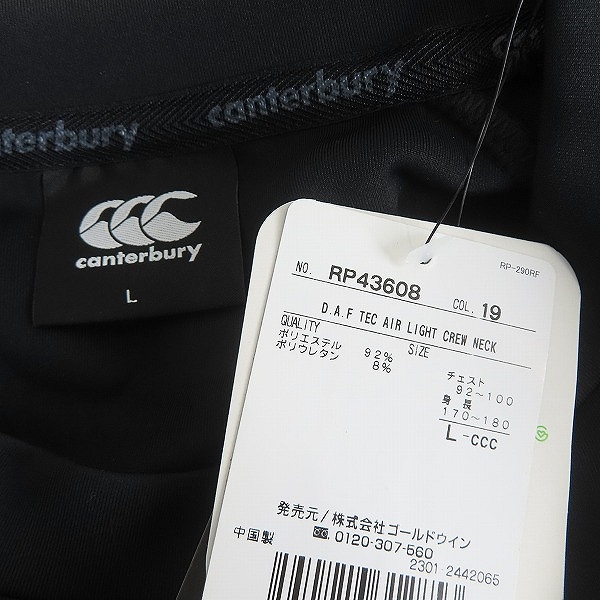 canterbury
canterbury
canterbury
L
RP-290RF
NO. RP43608 COL. 19
D.A.F TEC AIR LIGHT CREW NECK
QUALITY SIZE
ポリエステル 92%
ポリウレタン 8%
チェスト
92~100
身長
170~180
L-CCC
発売元/株式会社ゴールドウイン
中国製 0120-307-560
2301-2442065